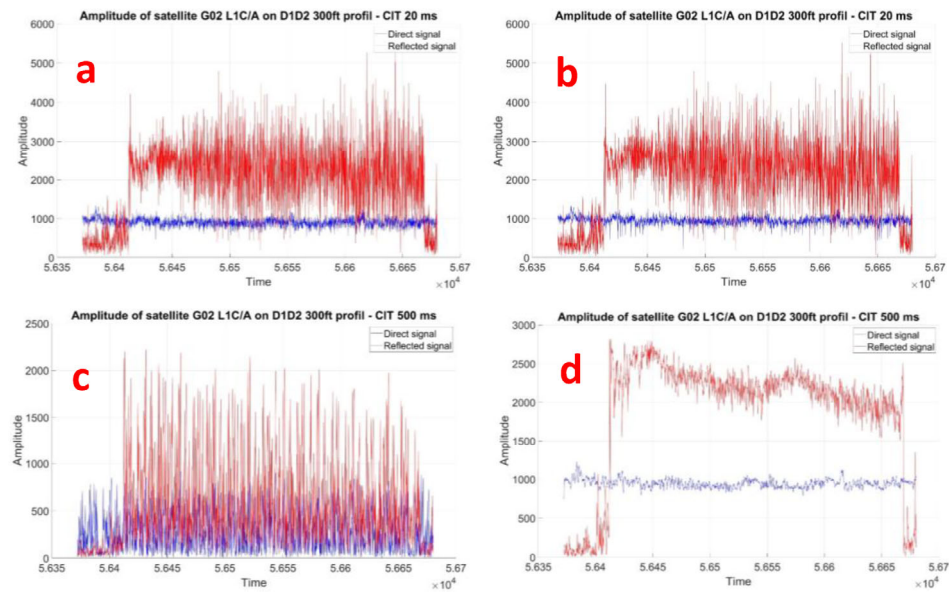 Amplitude of satellite G02 L1C/A on D1D2 300ft profil - CIT 20 ms
6000
5000
4000
3000
2000
1000
0
Amplitude
a
Direct signal
Reflected signal
5.635 5.64 5.645 5.65 5.655 5.66 5.665 5.67
Time
×10⁴
Amplitude of satellite G02 L1C/A on D1D2 300ft profil - CIT 20 ms
6000
5000
4000
3000
2000
1000
0
Amplitude
b
Direct signal
Reflected signal
5.635 5.64 5.645 5.65 5.655 5.66 5.665 5.67
Time
×10⁴
Amplitude of satellite G02 L1C/A on D1D2 300ft profil - CIT 500 ms
2500
2000
1500
1000
500
0
Amplitude
c
Direct signal
Reflected signal
5.635 5.64 5.645 5.65 5.655 5.66 5.665 5.67
Time
×10⁴
Amplitude of satellite G02 L1C/A on D1D2 300ft profil - CIT 500 ms
3000
2500
2000
1500
1000
500
0
Amplitude
d
Direct signal
Reflected signal
5.635 5.64 5.645 5.65 5.655 5.66 5.665 5.67
Time
×10⁴